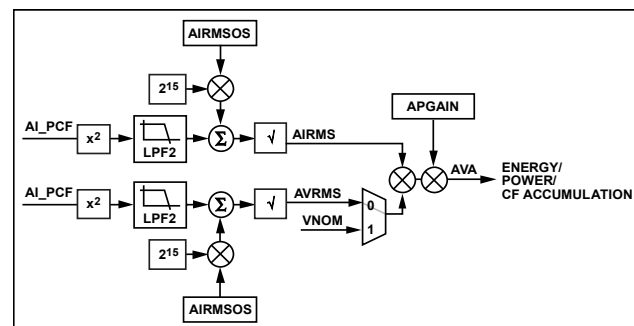 AIRMSOS
215
APGAIN
AI_PCF
x2
LPF2
Σ
√
AIRMS
AVA
ENERGY/
POWER/
CF ACCUMULATION
AI_PCF
x2
LPF2
Σ
√
AVRMS
VNOM
0
1
215
AIRMSOS